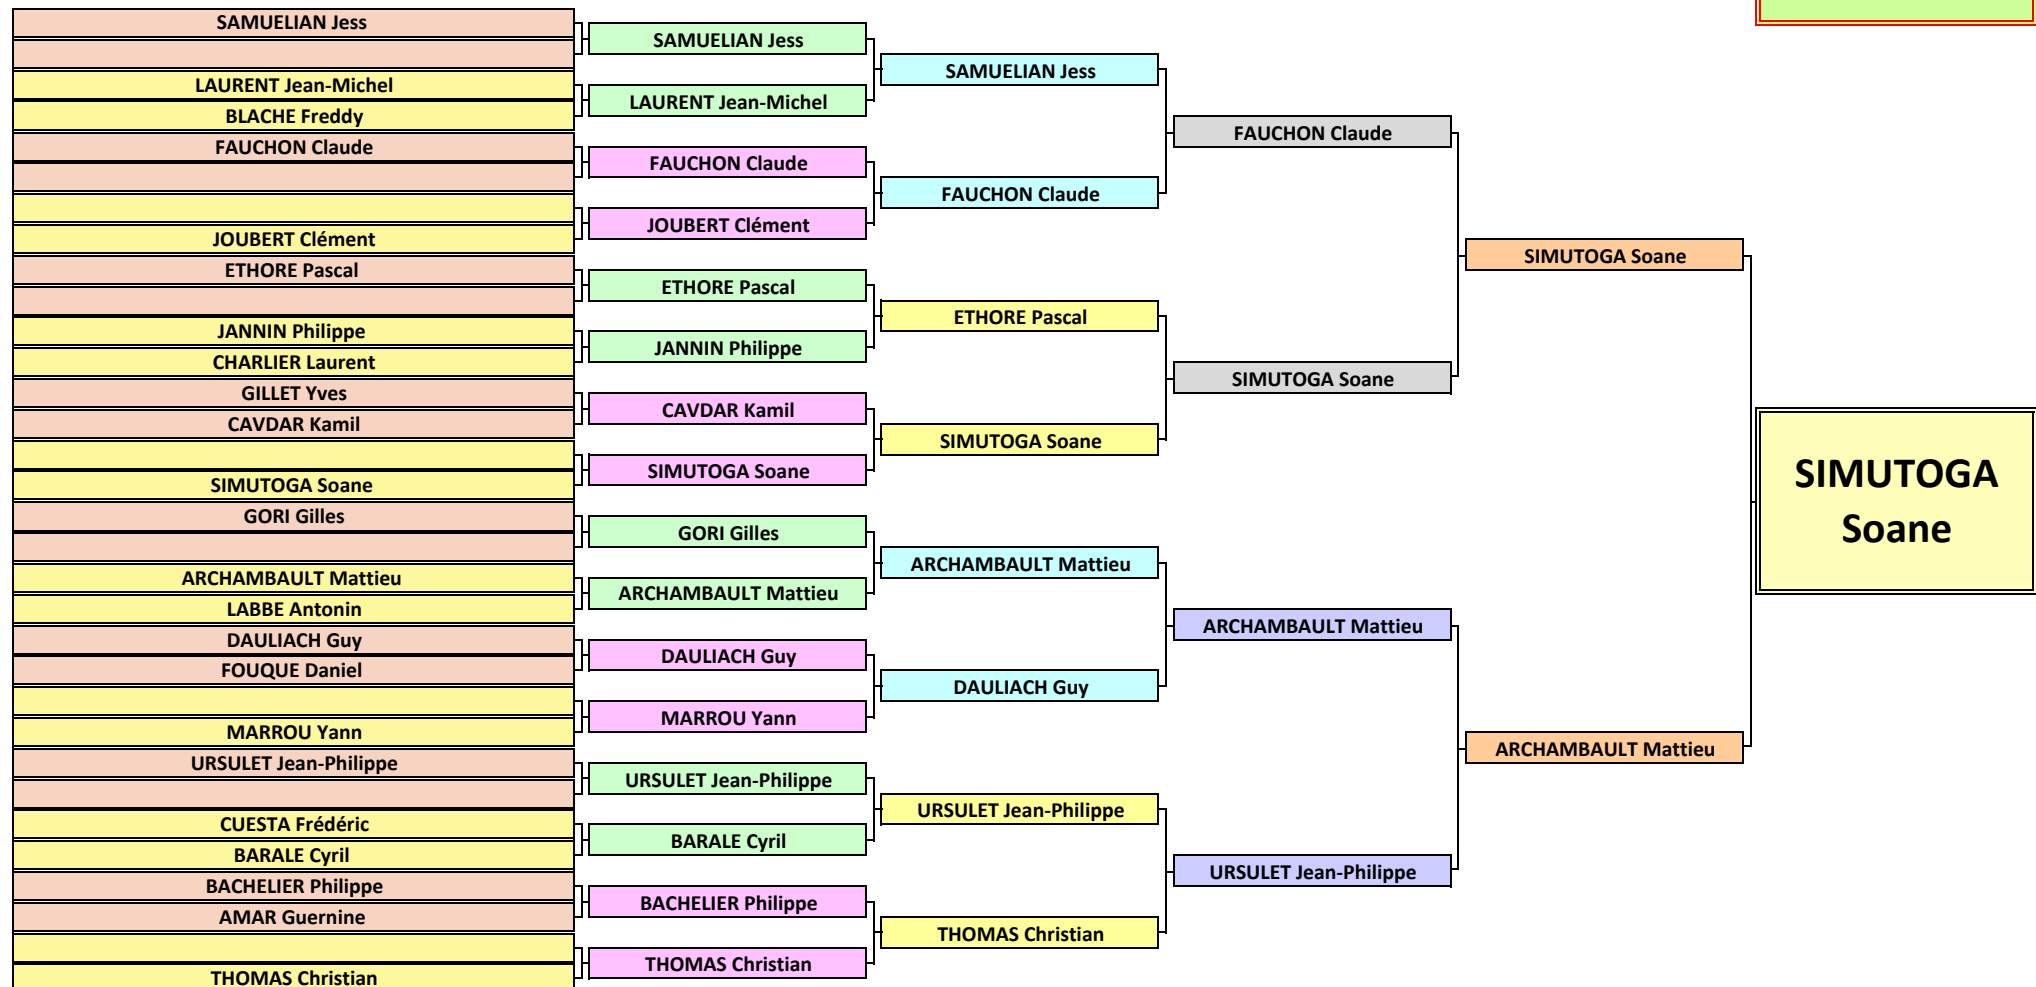 SAMUELIAN Jess
LAURENT Jean-Michel
BLACHE Freddy
FAUCHON Claude
JOUBERT Clément
ETHORE Pascal
JANNIN Philippe
CHARLIER Laurent
GILLET Yves
CAVDAR Kamil
SIMUTOGA Soane
GORI Gilles
ARCHAMBAULT Mattieu
LABBE Antonin
DAULIACH Guy
FOUQUE Daniel
MARROU Yann
URSULET Jean-Philippe
CUESTA Frédéric
BARALE Cyril
BACHELIER Philippe
AMAR Guernine
THOMAS Christian
SAMUELIAN Jess
LAURENT Jean-Michel
FAUCHON Claude
JOUBERT Clément
ETHORE Pascal
JANNIN Philippe
CAVDAR Kamil
SIMUTOGA Soane
GORI Gilles
ARCHAMBAULT Mattieu
DAULIACH Guy
MARROU Yann
URSULET Jean-Philippe
BARALE Cyril
BACHELIER Philippe
THOMAS Christian
SAMUELIAN Jess
FAUCHON Claude
ETHORE Pascal
SIMUTOGA Soane
ARCHAMBAULT Mattieu
DAULIACH Guy
URSULET Jean-Philippe
THOMAS Christian
FAUCHON Claude
SIMUTOGA Soane
ARCHAMBAULT Mattieu
URSULET Jean-Philippe
SIMUTOGA Soane
ARCHAMBAULT Mattieu
SIMUTOGA
Soane